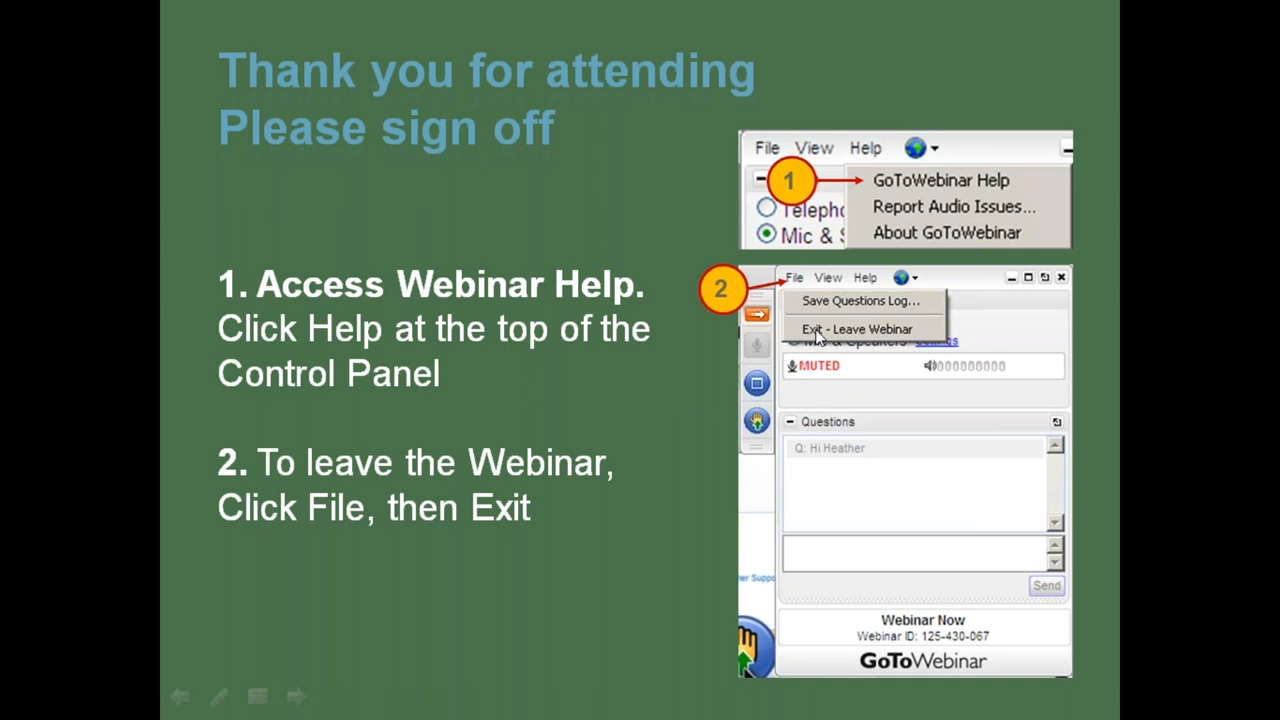 Thank you for attending
Please sign off
1. Access Webinar Help.
Click Help at the top of the
Control Panel
2. To leave the Webinar,
Click File, then Exit
File View Help
1
GoToWebinar Help
Report Audio Issues...
About GoToWebinar
Mic &
2
File View Help
Save Questions Log...
Exit - Leave Webinar
MUTED
Questions
Q: Hi Heather
Send
Webinar Now
Webinar ID: 125-430-067
GoToWebinar